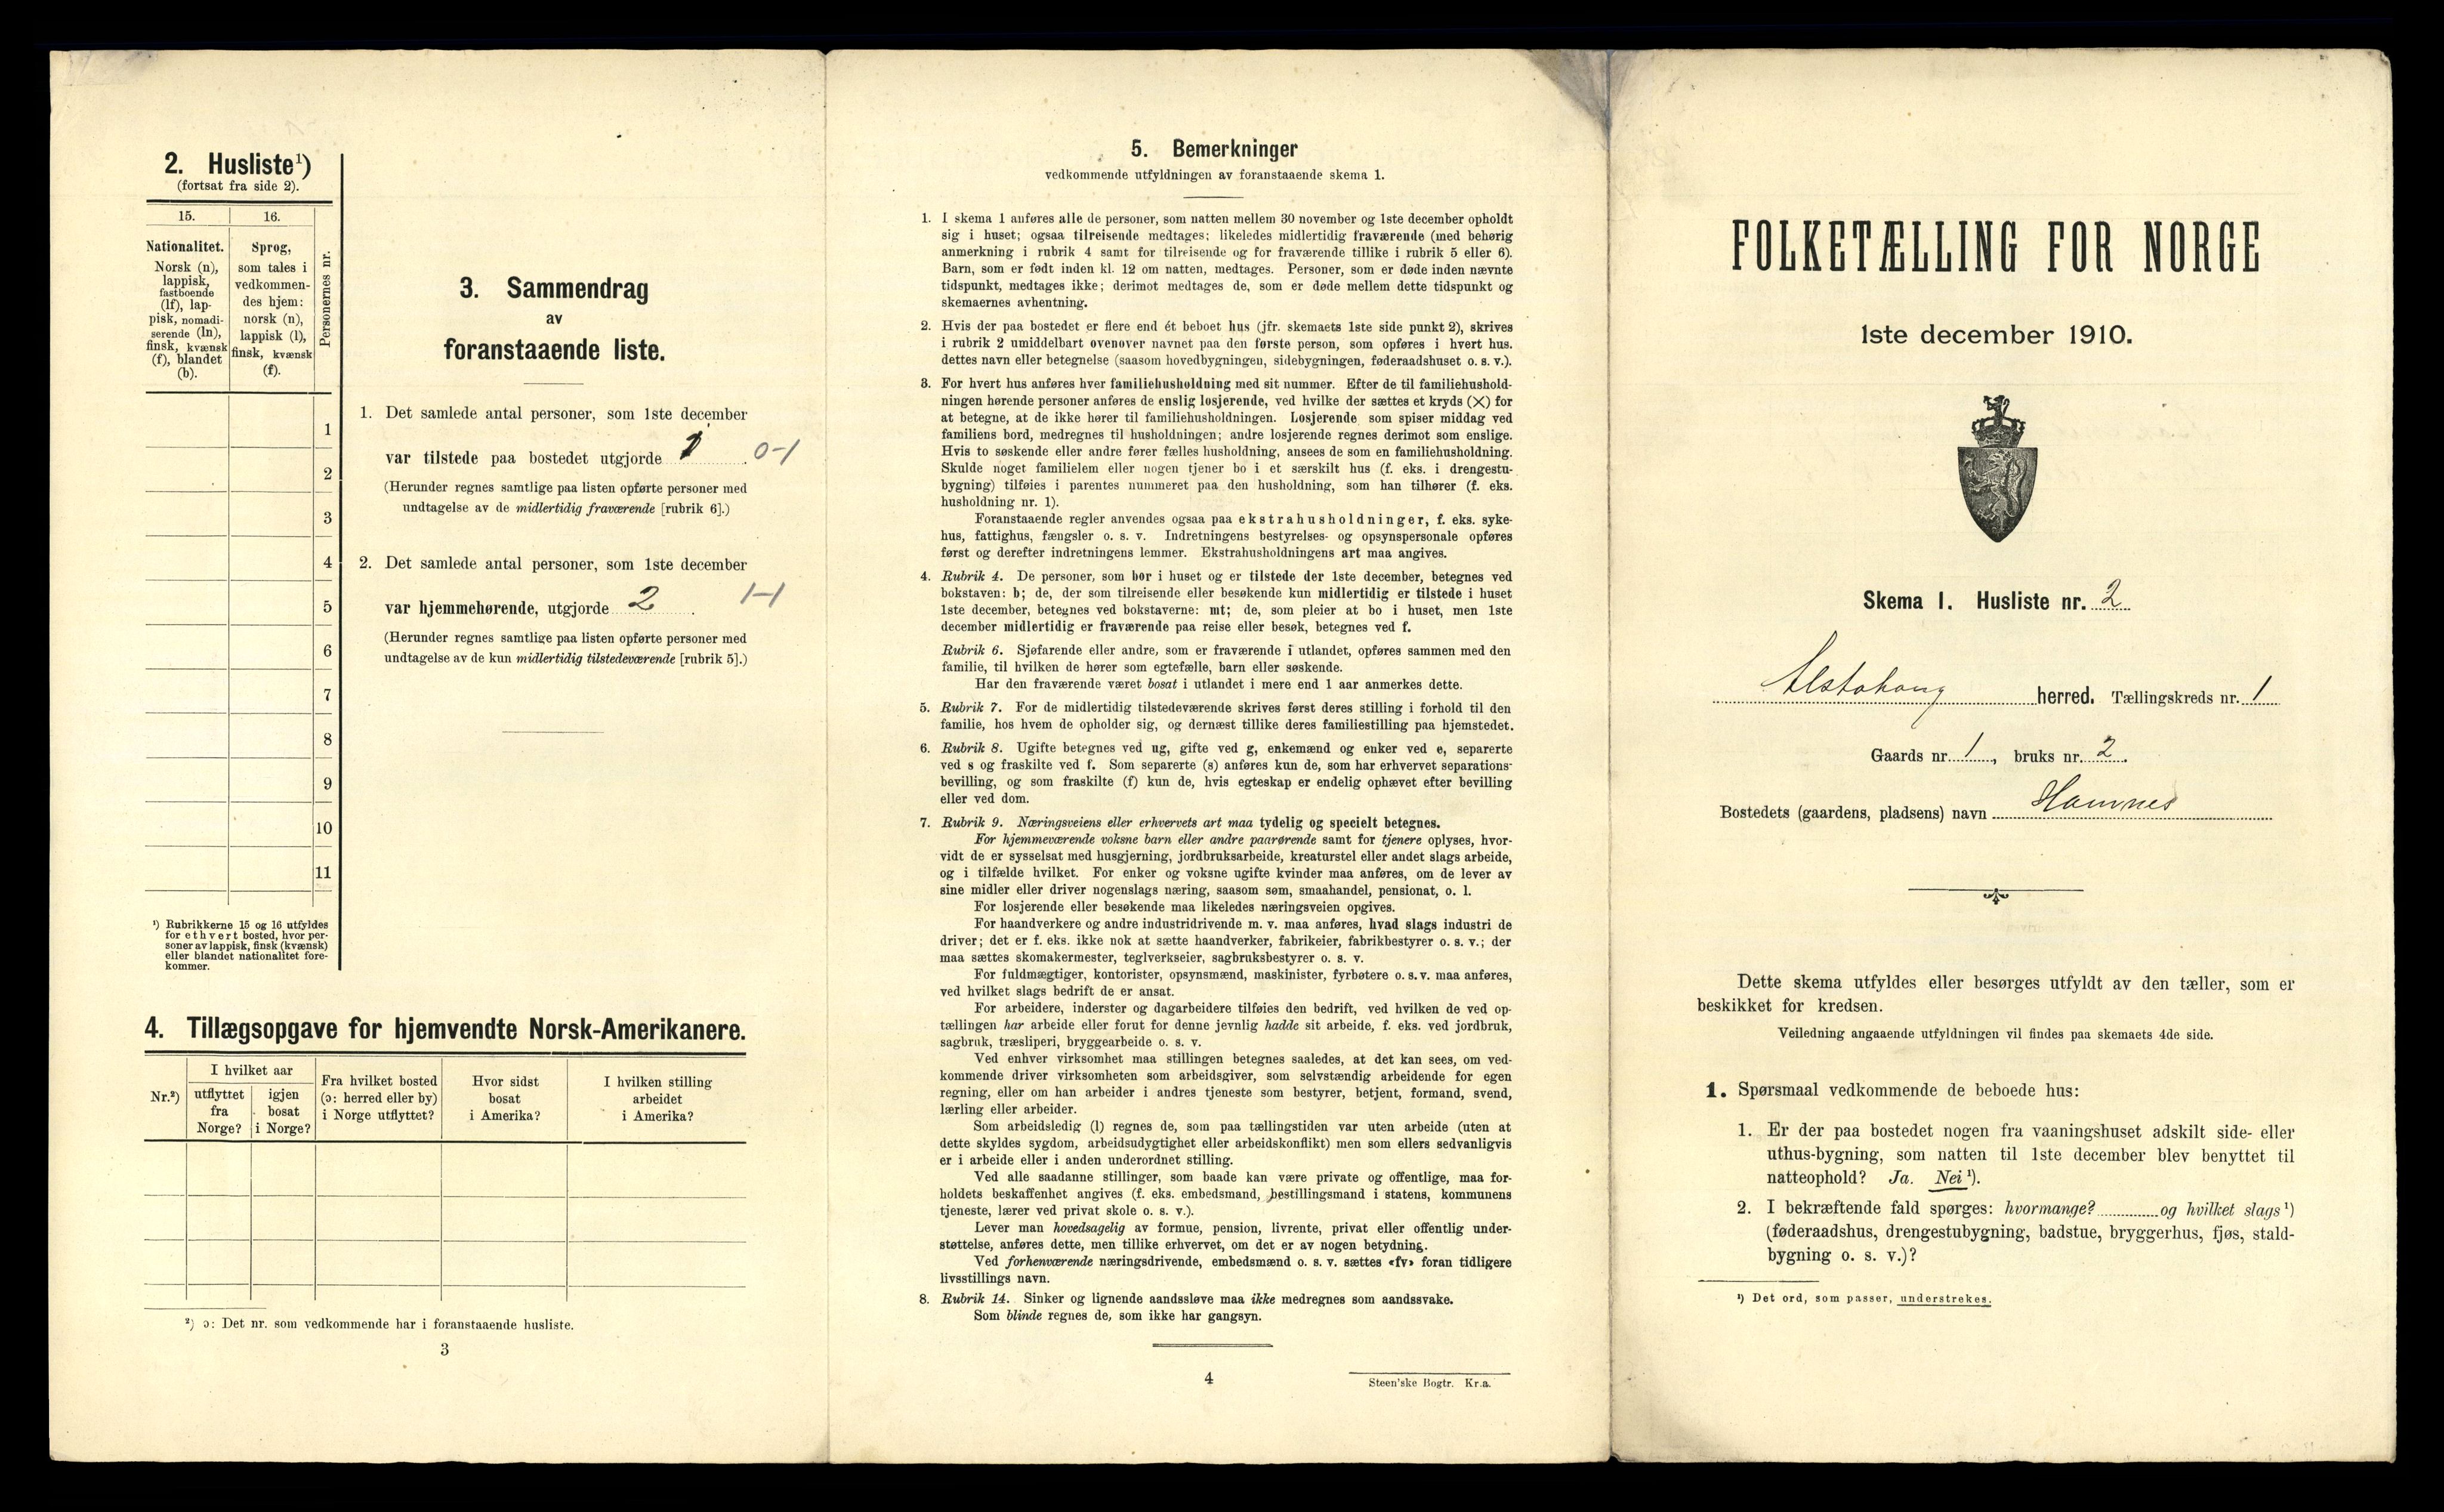 2. Husliste¹)
(fortsat fra side 2).
15.
16.
Nationalitet.
Norsk (n),
lappisk,
fastboende
(lf), lap-
pisk, nomadi-
serende (ln),
finsk, kvænsk
(f), blandet
(b).
Sprog,
som tales i
vedkommen-
des hjem:
norsk (n),
lappisk (l),
finsk, kvænsk
(f).
Personernes nr.
1
2
3
4
5
6
7
8
9
10
11
¹) Rubrikkerne 15 og 16 utfyldes
for ethvert bosted, hvor per-
soner av lappisk, finsk (kvænsk)
eller blandet nationalitet fore-
kommer.
3. Sammendrag
av
foranstaaende liste.
1. Det samlede antal personer, som 1ste december
var tilstede paa bostedet utgjorde 1. 0-1
(Herunder regnes samtlige paa listen opførte personer med
undtagelse av de midlertidig fraværende [rubrik 6].)
2. Det samlede antal personer, som 1ste december
var hjemmehørende, utgjorde 2. 1-1
(Herunder regnes samtlige paa listen opførte personer med
undtagelse av de kun midlertidig tilstedeværende [rubrik 5].)
4. Tillægsopgave for hjemvendte Norsk-Amerikanere.
Nr.²)
I hvilket aar
utflyttet
fra
Norge?
igjen
bosat
i Norge?
Fra hvilket bosted
(ɔ: herred eller by)
i Norge utflyttet?
Hvor sidst
bosat
i Amerika?
I hvilken stilling
arbeidet
i Amerika?
²) ɔ: Det nr. som vedkommende har i foranstaaende husliste.
3
5. Bemerkninger
vedkommende utfyldningen av foranstaaende skema 1.
1. I skema 1 anføres alle de personer, som natten mellem 30 november og 1ste december opholdt
sig i huset; ogsaa tilreisende medtages; likeledes midlertidig fraværende (med behørig
anmerkning i rubrik 4 samt for tilreisende og for fraværende tillike i rubrik 5 eller 6).
Barn, som er født inden kl. 12 om natten, medtages. Personer, som er døde inden nævnte
tidspunkt, medtages ikke; derimot medtages de, som er døde mellem dette tidspunkt og
skemaernes avhentning.
2. Hvis der paa bostedet er flere end ét beboet hus (jfr. skemaets 1ste side punkt 2), skrives
i rubrik 2 umiddelbart ovenover navnet paa den første person, som opføres i hvert hus.
dettes navn eller betegnelse (saasom hovedbygningen, sidebygningen, føderaadshuset o. s. v.).
3. For hvert hus anføres hver familiehusholdning med sit nummer. Efter de til familiehushold-
ningen hørende personer anføres de enslig losjerende, ved hvilke der sættes et kryds (×) for
at betegne, at de ikke hører til familiehusholdningen. Losjerende, som spiser middag ved
familiens bord, medregnes til husholdningen; andre losjerende regnes derimot som enslige.
Hvis to søskende eller andre fører fælles husholdning, ansees de som en familiehusholdning.
Skulde noget familielem eller nogen tjener bo i et særskilt hus (f. eks. i drengestu-
bygning) tilføies i parentes nummeret paa den husholdning, som han tilhører (f. eks.
husholdning nr. 1).
Foranstaaende regler anvendes ogsaa paa ekstrahusholdninger, f. eks. syke-
hus, fattighus, fængsler o. s. v. Indretningens bestyrelses- og opsynspersonale opføres
først og derefter indretningens lemmer. Ekstrahusholdningens art maa angives.
4. Rubrik 4. De personer, som bor i huset og er tilstede der 1ste december, betegnes ved
bokstaven: b; de, der som tilreisende eller besøkende kun midlertidig er tilstede i huset
1ste december, betegnes ved bokstaverne: mt; de, som pleier at bo i huset, men 1ste
december midlertidig er fraværende paa reise eller besøk, betegnes ved f.
Rubrik 6. Sjøfarende eller andre, som er fraværende i utlandet, opføres sammen med den
familie, til hvilken de hører som egtefælle, barn eller søskende.
Har den fraværende været bosat i utlandet i mere end 1 aar anmerkes dette.
5. Rubrik 7. For de midlertidig tilstedeværende skrives først deres stilling i forhold til den
familie, hos hvem de opholder sig, og dernæst tillike deres familiestilling paa hjemstedet.
6. Rubrik 8. Ugifte betegnes ved ug, gifte ved g, enkemænd og enker ved e, separerte
ved s og fraskilte ved f. Som separerte (s) anføres kun de, som har erhvervet separations-
bevilling, og som fraskilte (f) kun de, hvis egteskap er endelig ophævet efter bevilling
eller ved dom.
7. Rubrik 9. Næringsveiens eller erhvervets art maa tydelig og specielt betegnes.
For hjemmeværende voksne barn eller andre paarørende samt for tjenere oplyses, hvor-
vidt de er sysselsat med husgjerning, jordbruksarbeide, kreaturstel eller andet slags arbeide,
og i tilfælde hvilket. For enker og voksne ugifte kvinder maa anføres, om de lever av
sine midler eller driver nogenslags næring, saasom søm, smaahandel, pensionat, o. l.
For losjerende eller besøkende maa likeledes næringsveien opgives.
For haandverkere og andre industridrivende m. v. maa anføres, hvad slags industri de
driver; det er f. eks. ikke nok at sætte haandverker, fabrikeier, fabrikbestyrer o. s. v.; der
maa sættes skomakermester, teglverkseier, sagbruksbestyrer o. s. v.
For fuldmægtiger, kontorister, opsynsmænd, maskinister, fyrbøtere o. s. v. maa anføres,
ved hvilket slags bedrift de er ansat.
For arbeidere, inderster og dagarbeidere tilføies den bedrift, ved hvilken de ved op-
tællingen har arbeide eller forut for denne jevnlig hadde sit arbeide, f. eks. ved jordbruk,
sagbruk, træsliperi, bryggearbeide o. s. v.
Ved enhver virksomhet maa stillingen betegnes saaledes, at det kan sees, om ved-
kommende driver virksomheten som arbeidsgiver, som selvstændig arbeidende for egen
regning, eller om han arbeider i andres tjeneste som bestyrer, betjent, formand, svend,
lærling eller arbeider.
Som arbeidsledig (l) regnes de, som paa tællingstiden var uten arbeide (uten at
dette skyldes sygdom, arbeidsudygtighet eller arbeidskonflikt) men som ellers sedvanligvis
er i arbeide eller i anden underordnet stilling.
Ved alle saadanne stillinger, som baade kan være private og offentlige, maa for-
holdets beskaffenhet angives (f. eks. embedsmand, bestillingsmand i statens, kommunens
tjeneste, lærer ved privat skole o. s. v.).
Lever man hovedsagelig av formue, pension, livrente, privat eller offentlig under-
støttelse, anføres dette, men tillike erhvervet, om det er av nogen betydning.
Ved forhenværende næringsdrivende, embedsmænd o. s. v. sættes «fv» foran tidligere
livsstillings navn.
8. Rubrik 14. Sinker og lignende aandssløve maa ikke medregnes som aandssvake.
Som blinde regnes de, som ikke har gangsyn.
4
Steen'ske Bogtr. Kr.a.
FOLKETÆLLING FOR NORGE
1ste december 1910.
Skema 1. Husliste nr. 2
Alstahoug herred. Tællingskreds nr. 1
Gaards nr. 1, bruks nr. 2.
Bostedets (gaardens, pladsens) navn Hamnes
Dette skema utfyldes eller besørges utfyldt av den tæller, som er
beskikket for kredsen.
Veiledning angaaende utfyldningen vil findes paa skemaets 4de side.
1. Spørsmaal vedkommende de beboede hus:
1. Er der paa bostedet nogen fra vaaningshuset adskilt side- eller
uthus-bygning, som natten til 1ste december blev benyttet til
natteophold? Ja. Nei ¹).
2. I bekræftende fald spørges: hvormange? og hvilket slags ¹)
(føderaadshus, drengestubygning, badstue, bryggerhus, fjøs, stald-
bygning o. s. v.)?
¹) Det ord, som passer, understrekes.